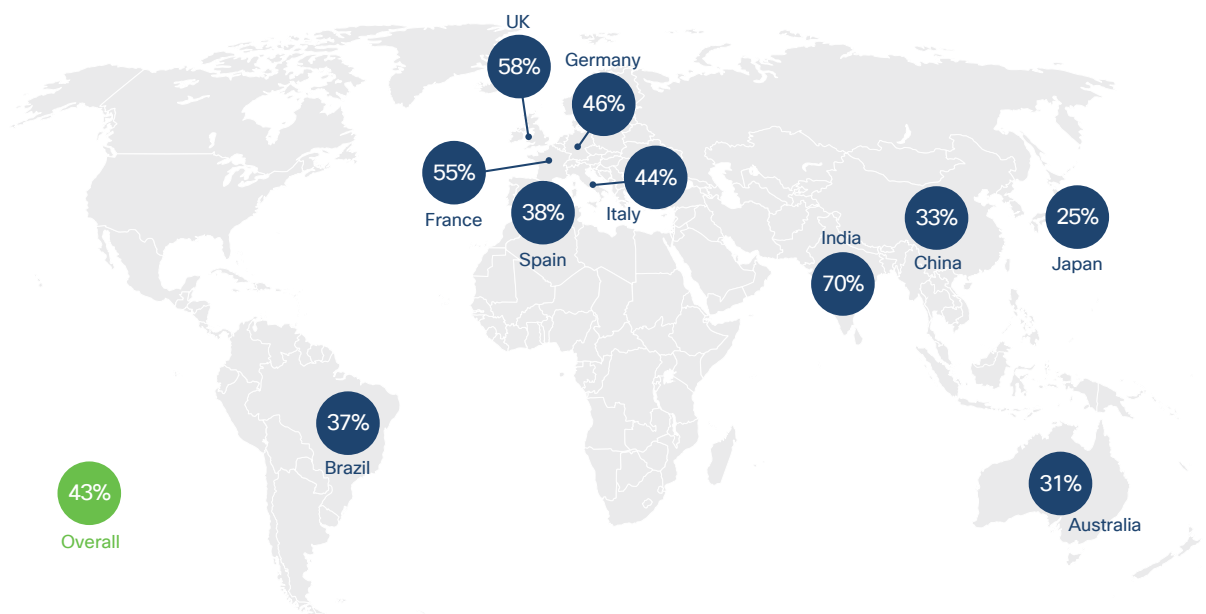 UK
58%
Germany
46%
55%
France
44%
Italy
38%
Spain
33%
China
25%
Japan
India
70%
37%
Brazil
43%
Overall
31%
Australia